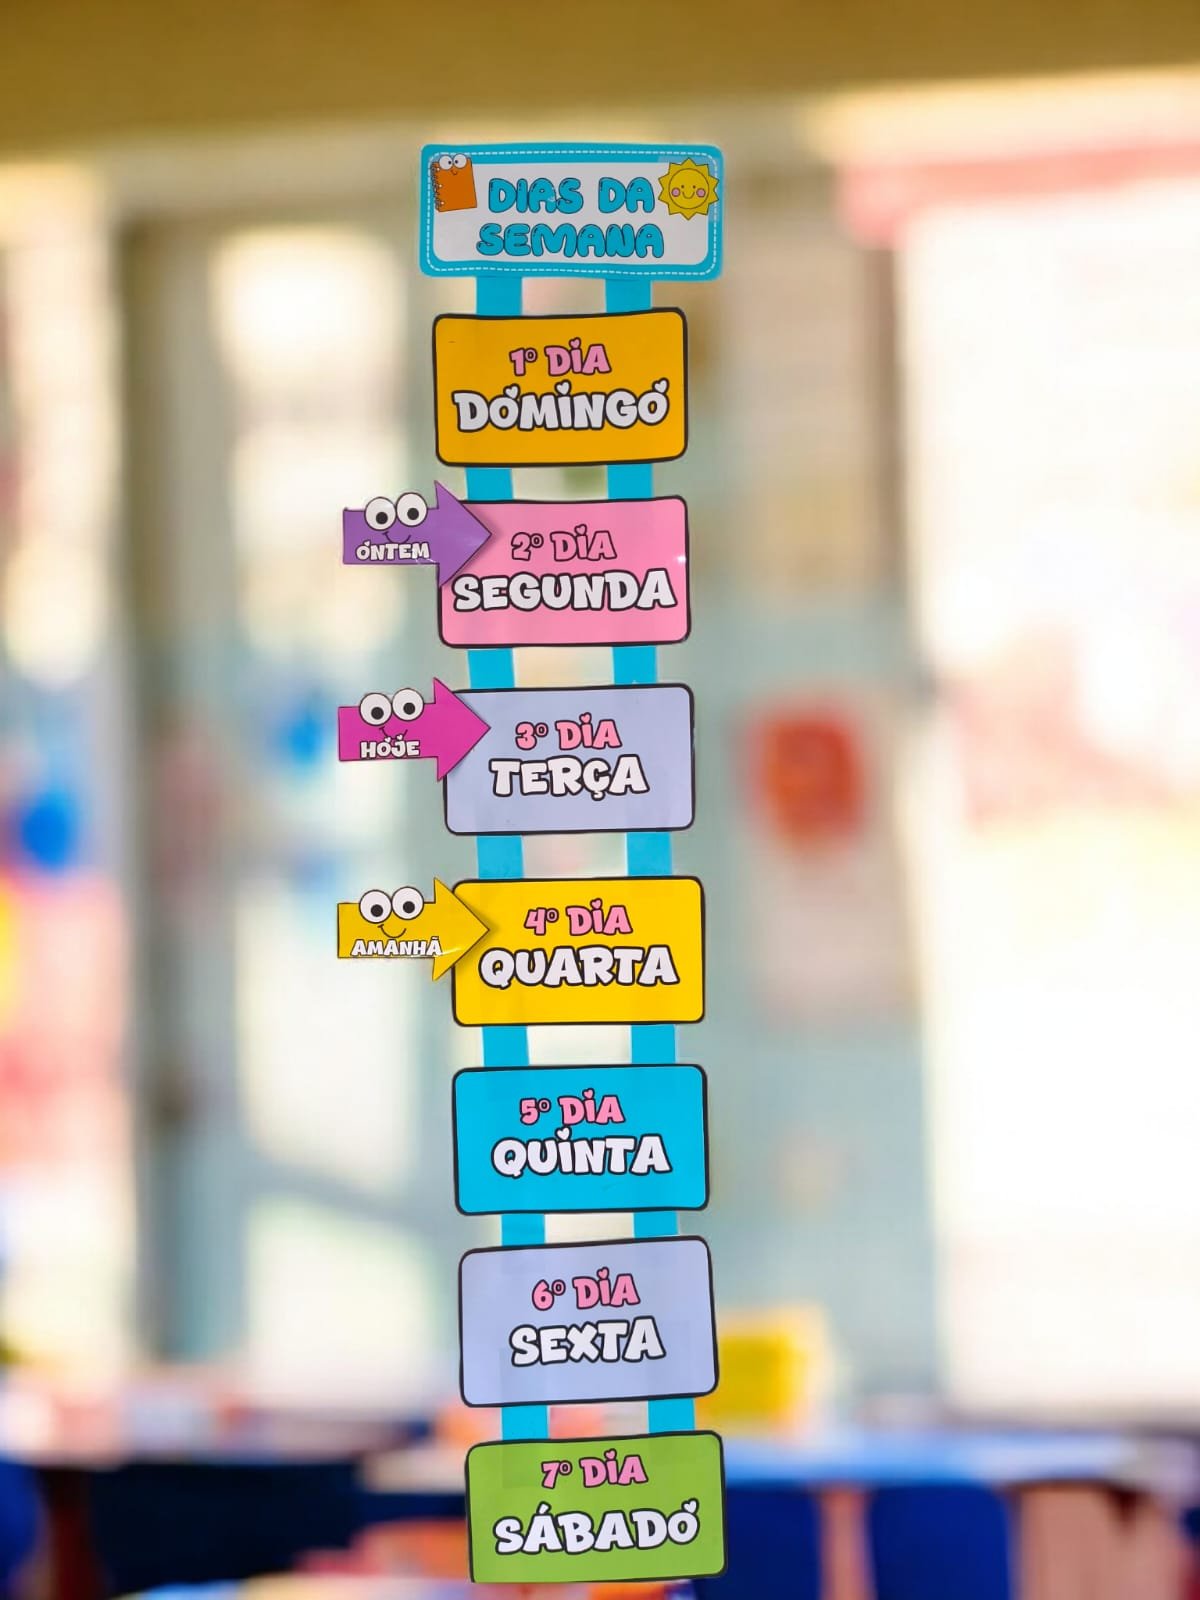 DIAS DA
SEMANA
1º DIA
DOMINGO
ONTEM
2º DIA
SEGUNDA
HOJE
3º DIA
TERÇA
AMANHÃ
4º DIA
QUARTA
5º DIA
QUINTA
6º DIA
SEXTA
7º DIA
SÁBADO